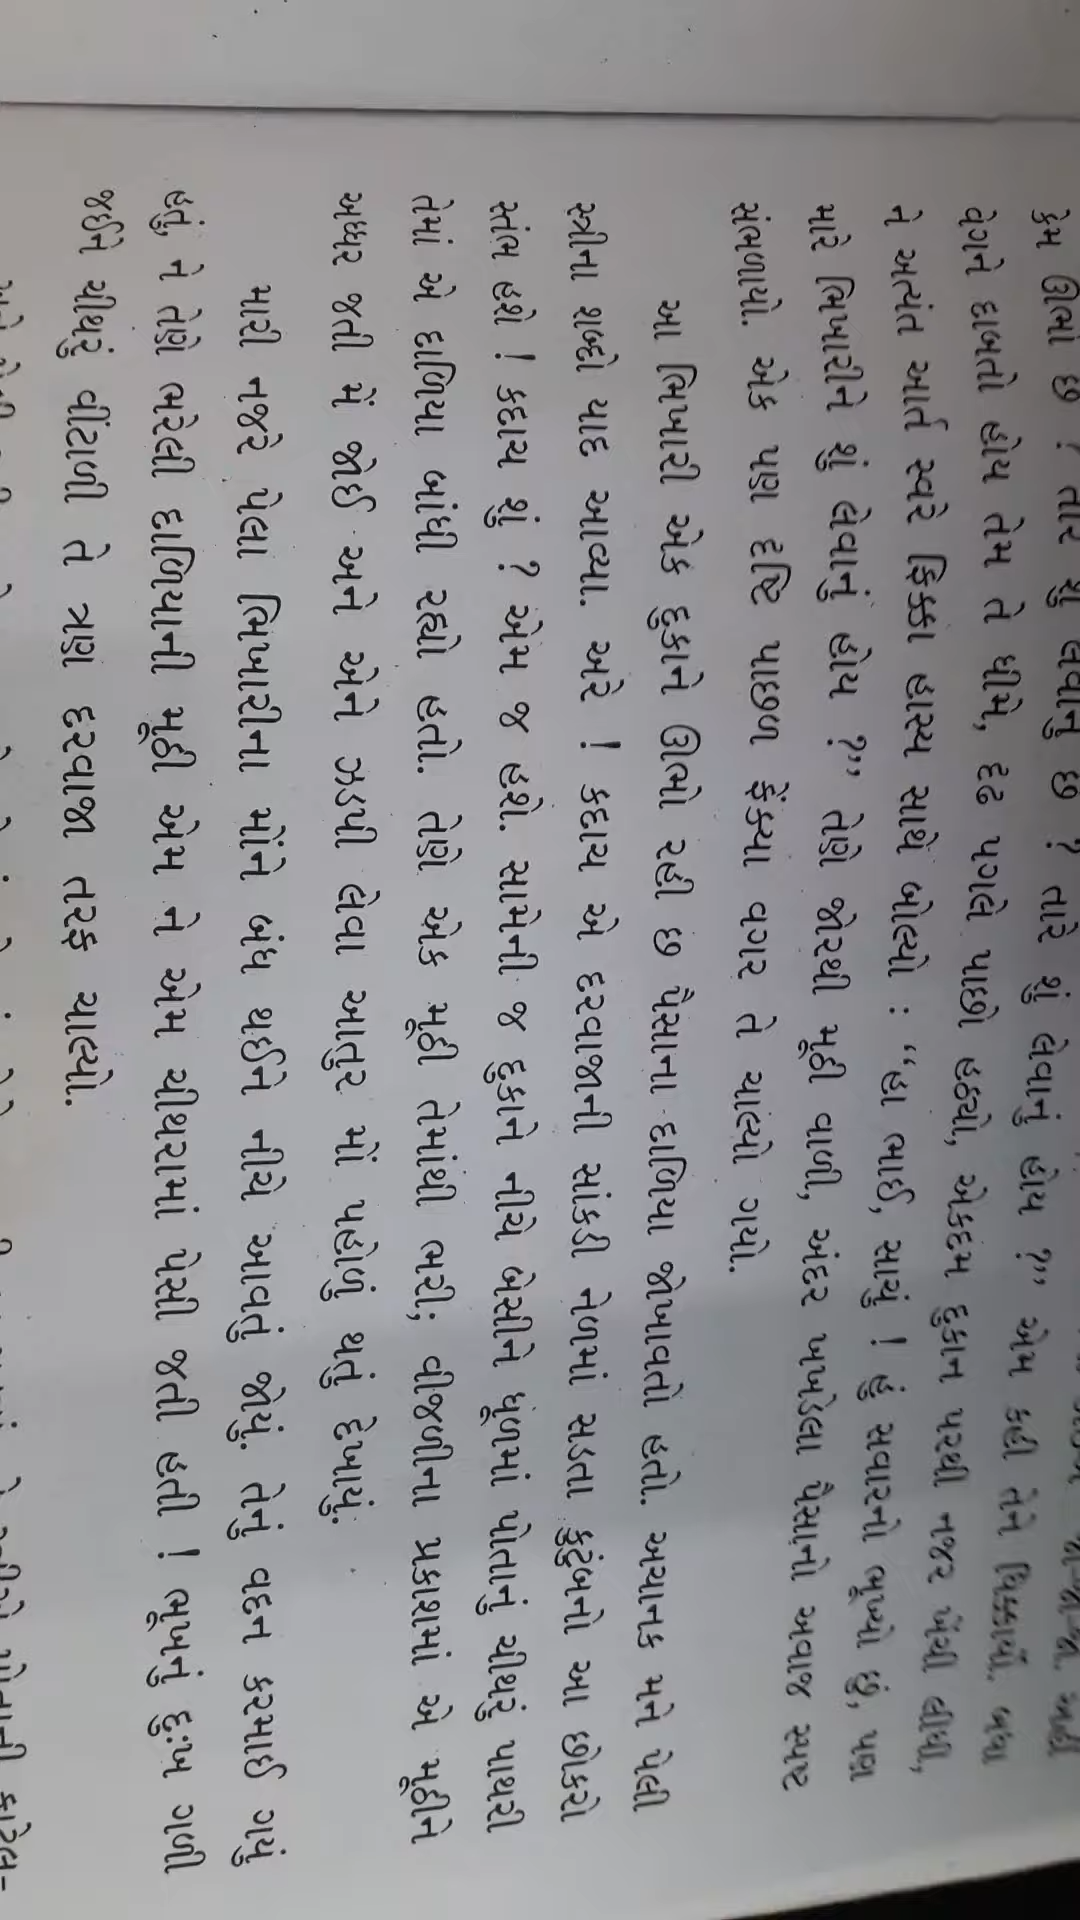 કેમ ઊભો છે ? તારે શું લેવાનું છે ? તારે શું લેવાનું હોય ?” એમ કહી તેને ધિક્કાર્યો.
વેગને દાબતો હોય તેમ તે ધીમે, દૃઢ પગલે પાછો હઠ્યો, એકદમ દુકાન પરથી નજર ખેંચી લીધી,
ને અત્યંત આર્ત સ્વરે ફિક્કા હાસ્ય સાથે બોલ્યો : “હા ભાઈ, સાચું ! હું સવારનો ભૂખ્યો છું, પણ
મારે ભિખારીને શું લેવાનું હોય ?” તેણે જોરથી મૂઠી વાળી, અંદર ખખડેલા પૈસાનો અવાજ સ્પષ્ટ
સંભળાયો. એક પણ દૃષ્ટિ પાછળ ફેંક્યા વગર તે ચાલ્યો ગયો.
આ ભિખારી એક દુકાને ઊભો રહી છ પૈસાના દાળિયા જોખાવતો હતો. અચાનક મને પેલી
સ્ત્રીના શબ્દો યાદ આવ્યા. અરે ! કદાચ એ દરવાજાની સાંકડી નેળમાં સડતા કુટુંબનો આ છોકરો
સ્તંભ હશે ! કદાચ શું ? એમ જ હશે. સામેની જ દુકાને નીચે બેસીને ધૂળમાં પોતાનું ચીથરું પાથરી
તેમાં એ દાળિયા બાંધી રહ્યો હતો. તેણે એક મૂઠી તેમાંથી ભરી; વીજળીના પ્રકાશમાં એ મૂઠીને
અધ્ધર જતી મેં જોઈ અને એને ઝડપી લેવા આતુર મોં પહોળું થતું દેખાયું.
મારી નજરે પેલા ભિખારીના મોંને બંધ થઈને નીચે આવતું જોયું. તેનું વદન કરમાઈ ગયું
હતું, ને તેણે ભરેલી દાળિયાની મૂઠી એમ ને એમ ચીથરામાં પેસી જતી હતી ! ભૂખનું દુઃખ ગળી
જઈને ચીથરું વીંટાળી તે ત્રણ દરવાજા તરફ ચાલ્યો.